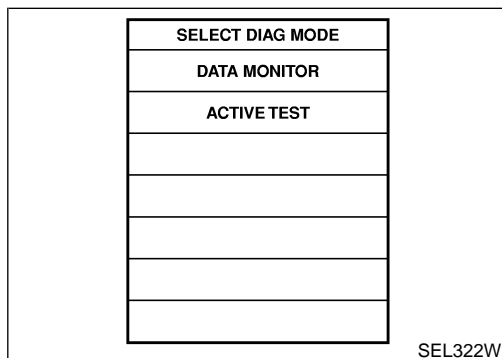 SELECT DIAG MODE
DATA MONITOR
ACTIVE TEST
SEL322W